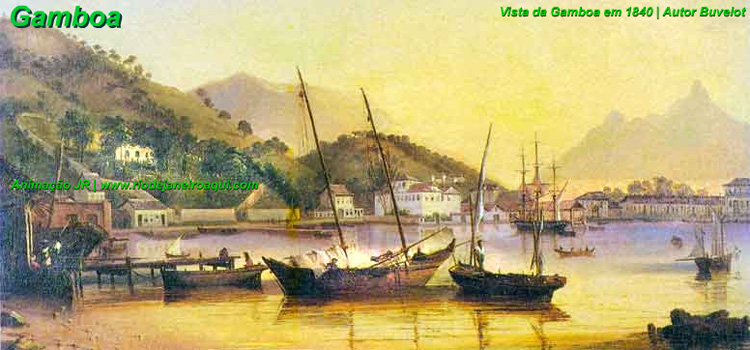 Gamboa
Vista da Gamboa em 1840 | Autor Buvelot
Animação JR | www.riodejaneiroaqui.com